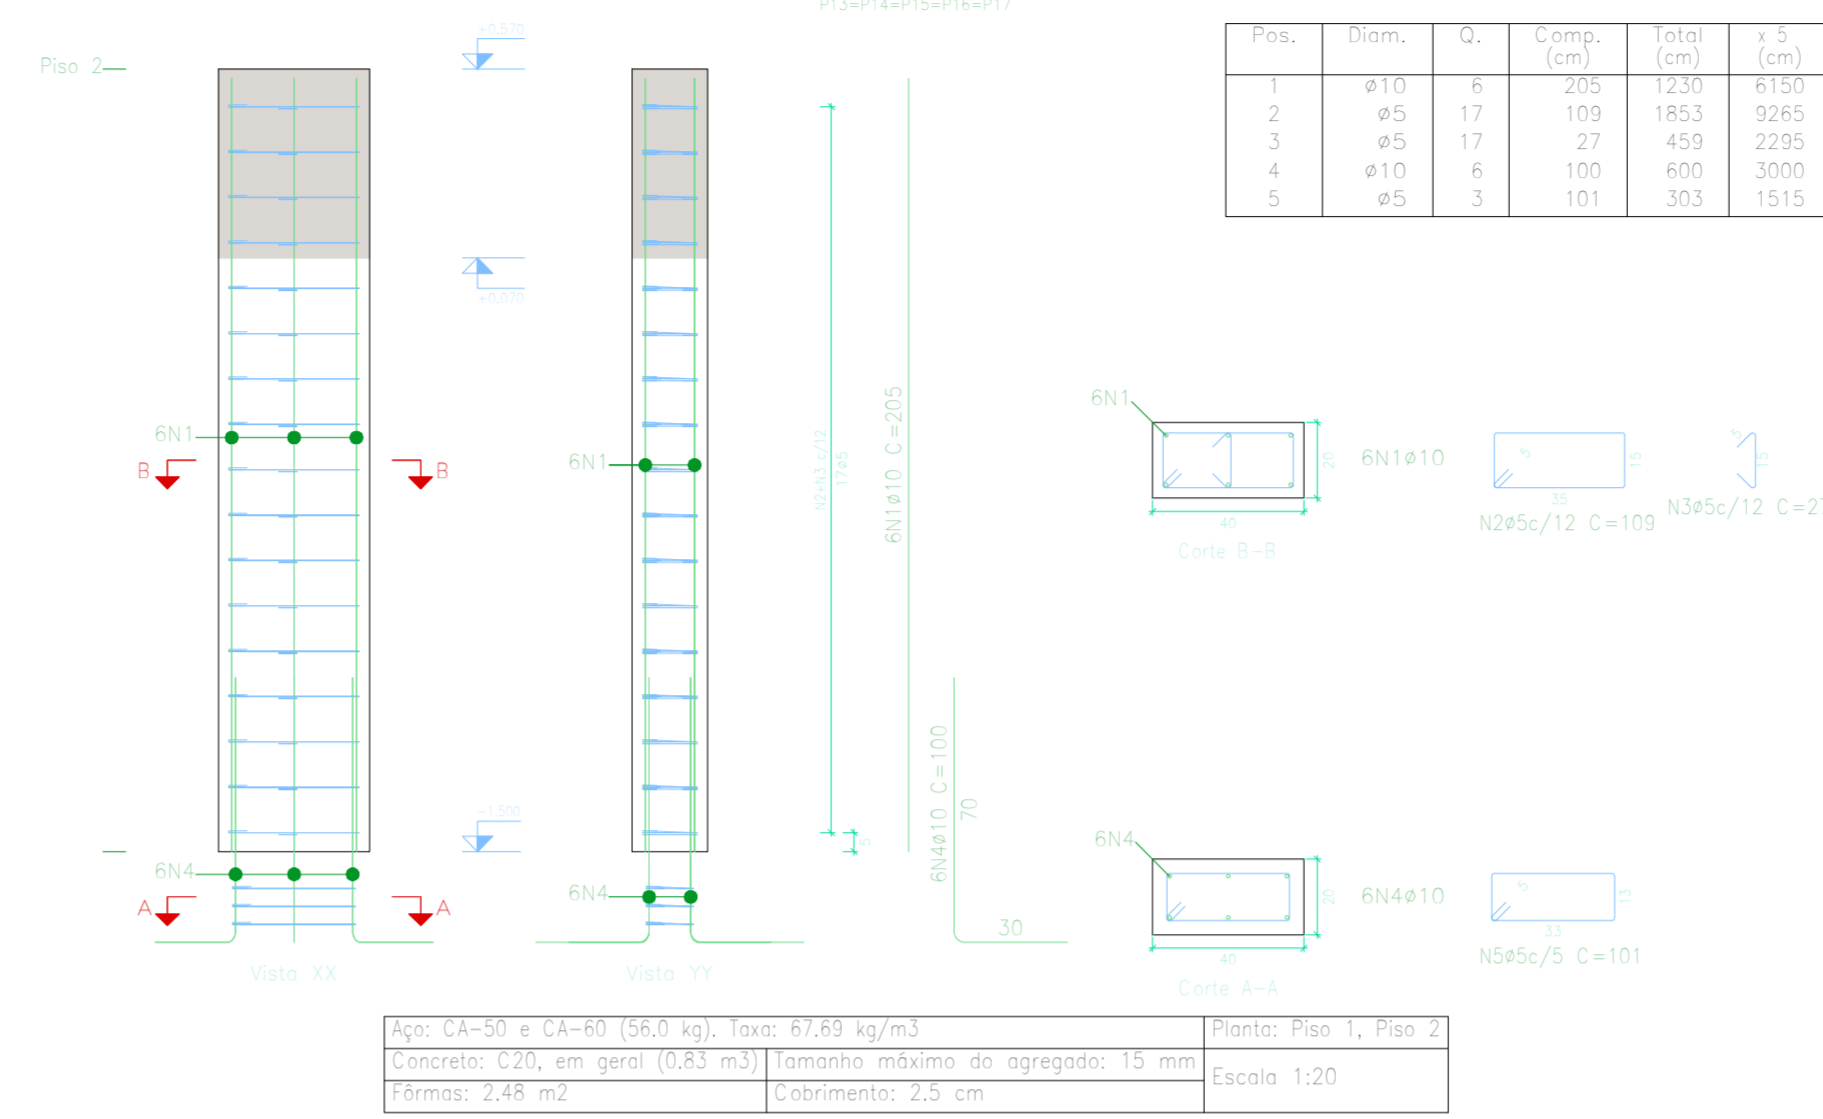 P13=P14=P15=P16=P17
Pos. Diam. Q. Comp. (cm) Total (cm) x 5 (cm)
1 ø10 6 205 1230 6150
2 ø5 17 109 1853 9265
3 ø5 17 27 459 2295
4 ø10 6 100 600 3000
5 ø5 3 101 303 1515
Piso 2
+0.570
+0.070
-1.500
6N1
B
B
6N4
A
A
Vista XX
6N1
6N4
Vista YY
N2+N3 c/12
17ø5
5
6N1ø10 C=205
6N4ø10 C=100
70
30
6N1
20
40
6N1ø10
Corte B-B
5
15
35
N2ø5c/12 C=109
5
15
N3ø5c/12 C=27
6N4
20
40
6N4ø10
Corte A-A
5
13
33
N5ø5c/5 C=101
Aço: CA-50 e CA-60 (56.0 kg). Taxa: 67.69 kg/m3
Planta: Piso 1, Piso 2
Concreto: C20, em geral (0.83 m3)
Tamanho máximo do agregado: 15 mm
Escala 1:20
Fôrmas: 2.48 m2
Cobrimento: 2.5 cm